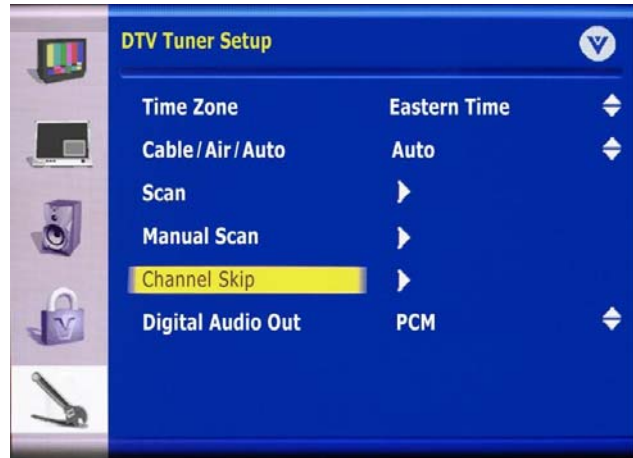 DTV Tuner Setup
V
Time Zone Eastern Time
Cable/Air/Auto Auto
Scan
Manual Scan
Channel Skip
Digital Audio Out PCM
V